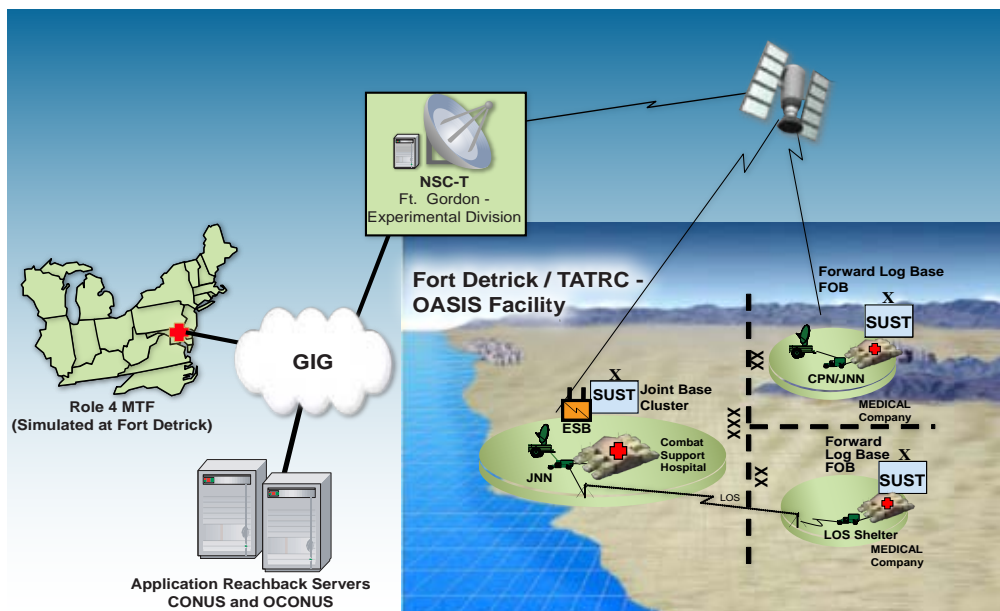 NSC-T
Ft. Gordon -
Experimental Division
Fort Detrick / TATRC -
OASIS Facility
Forward Log Base
FOB
X
SUST
CPN/JNN
MEDICAL
Company
XX
GIG
Role 4 MTF
(Simulated at Fort Detrick)
X
SUST
Joint Base
Cluster
ESB
Combat
Support
Hospital
JNN
XXX
Forward
Log Base
FOB
X
SUST
XX
LOS
LOS Shelter
MEDICAL
Company
Application Reachback Servers
CONUS and OCONUS